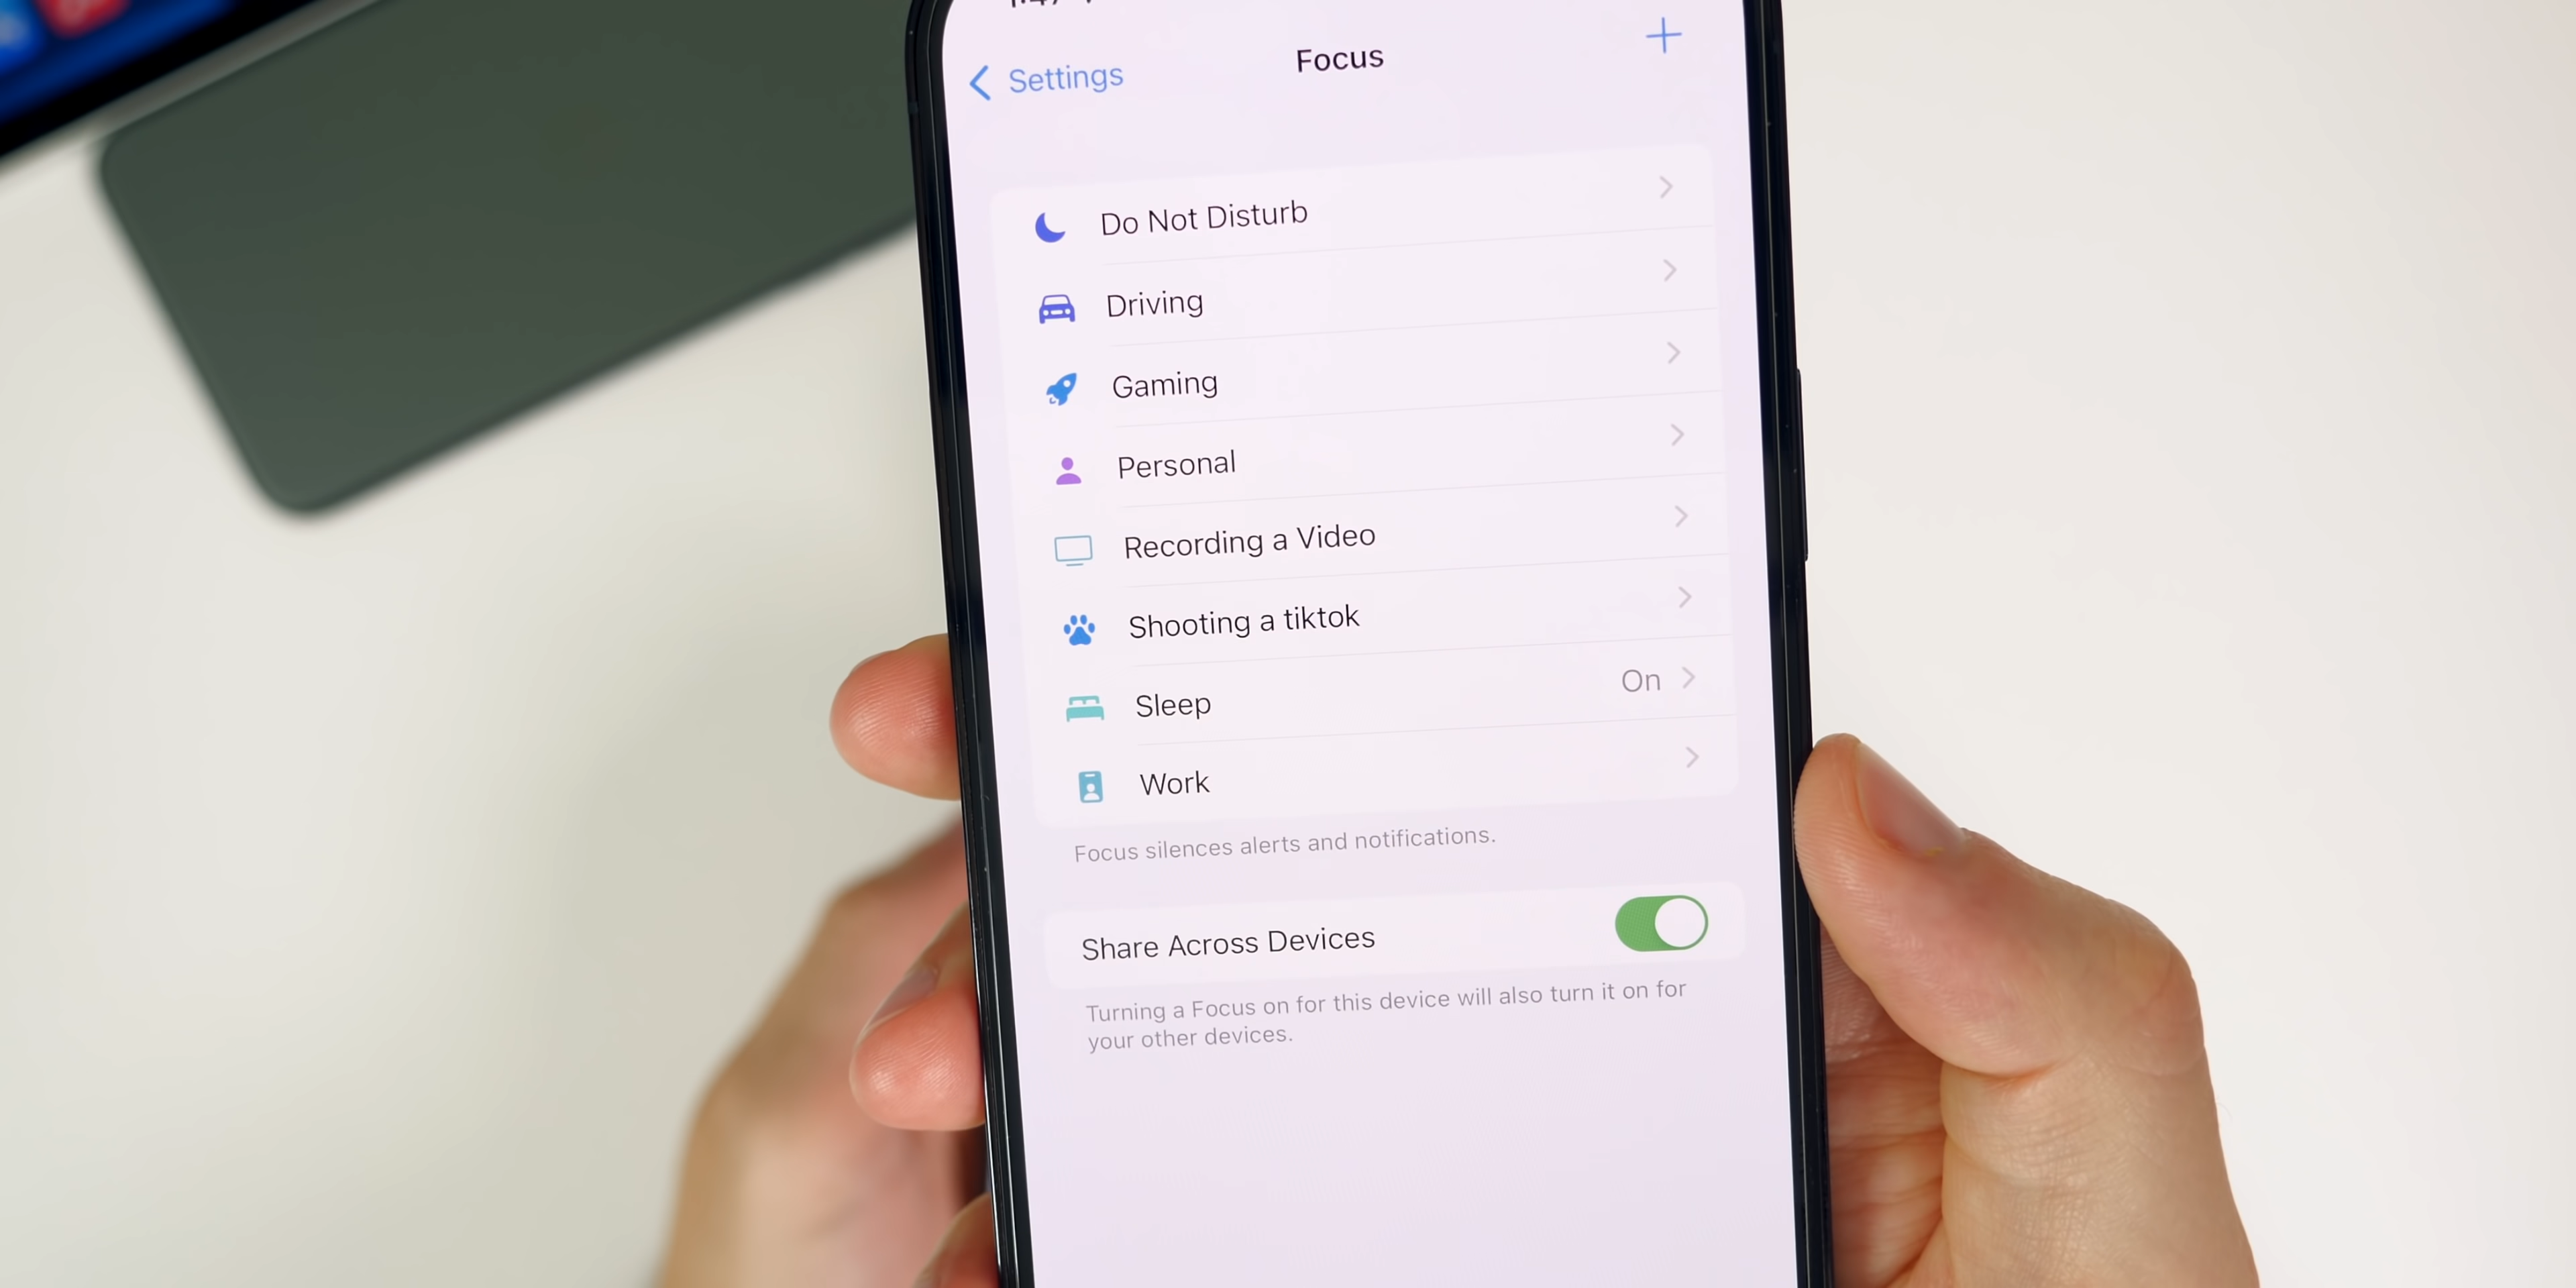 Settings
Focus
Do Not Disturb
Driving
Gaming
Personal
Recording a Video
Shooting a tiktok
Sleep
On
Work
Focus silences alerts and notifications.
Share Across Devices
Turning a Focus on for this device will also turn it on for
your other devices.